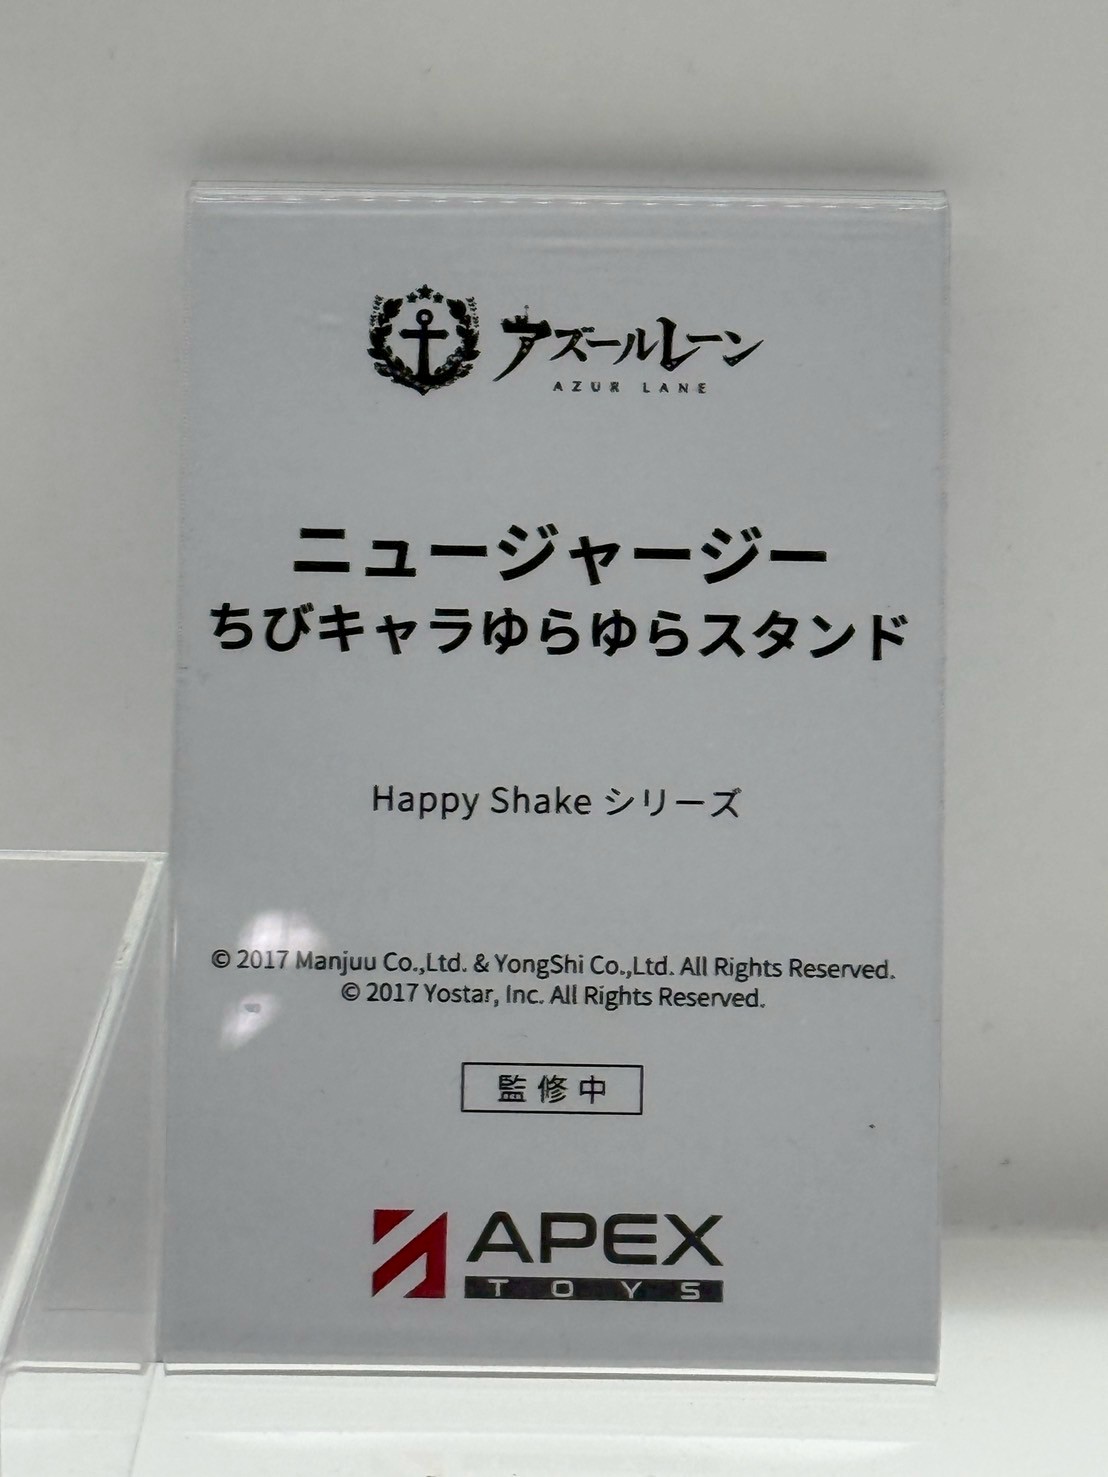 アズールレーン
AZUR LANE
ニュージャージー
ちびキャラゆらゆらスタンド
Happy Shake シリーズ
© 2017 Manjuu Co.,Ltd. & YongShi Co.,Ltd. All Rights Reserved.
© 2017 Yostar, Inc. All Rights Reserved.
監修中
APEX
TOYS